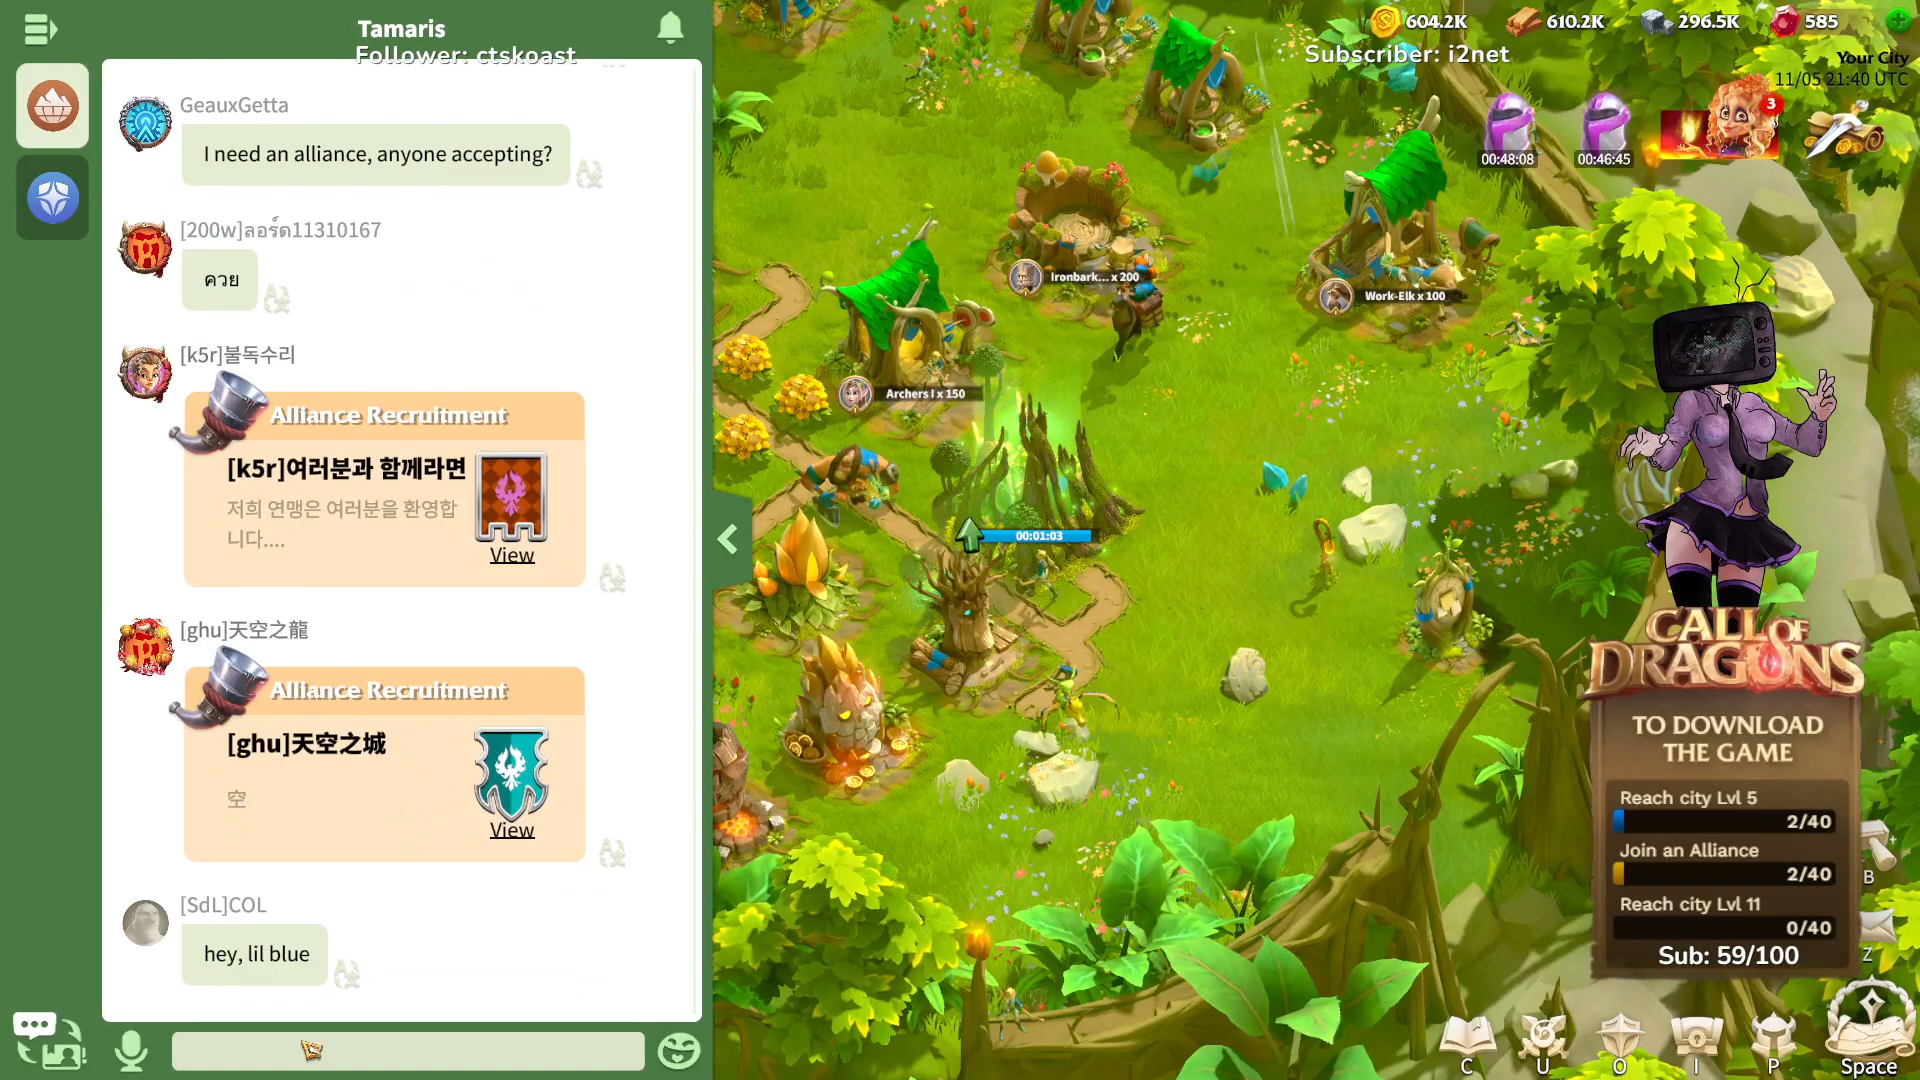 Tamaris
Follower: ctskoast
GeauxGetta
I need an alliance, anyone accepting?
[200w]ลอร์ด11310167
ควย
[k5r]불독수리
Alliance Recruitment
[k5r]여러분과 함께라면
저희 연맹은 여러분을 환영합
니다....
View
[ghu]天空之龍
Alliance Recruitment
[ghu]天空之城
空
View
[SdL]COL
hey, lil blue
604.2K
610.2K
296.5K
585
Subscriber: i2net
Your City
11/05 21:40 UTC
3
00:48:08
00:46:45
Ironbark... x 200
Work-Elk x 100
Archers I x 150
00:01:03
CALL OF
DRAGONS
TO DOWNLOAD
THE GAME
Reach city Lvl 5
2/40
Join an Alliance
2/40
Reach city Lvl 11
0/40
Sub: 59/100
B
Z
C
U
O
I
P
Space